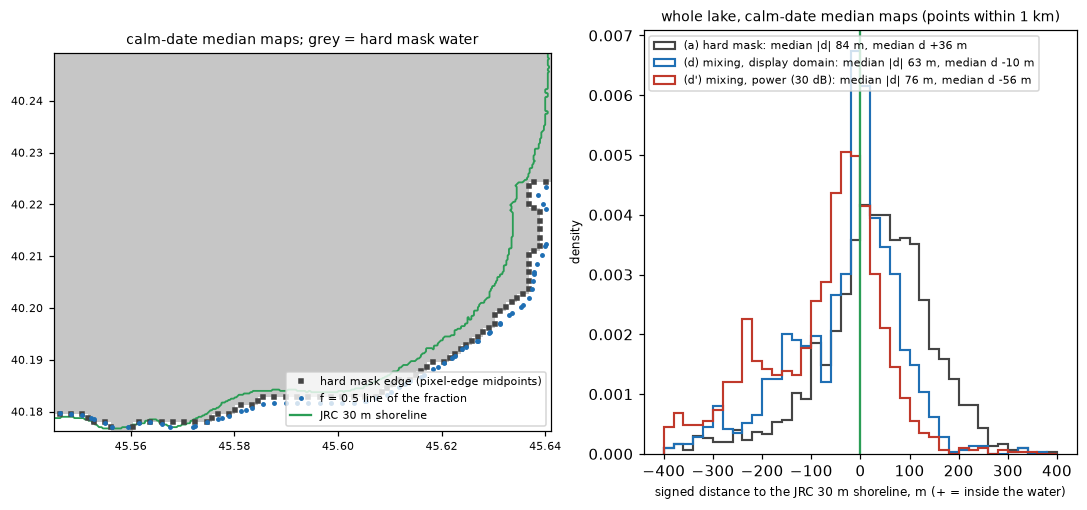 calm-date median maps; grey = hard mask water
40.24
40.23
40.22
40.21
40.20
40.19
40.18
45.56
45.58
45.60
45.62
45.64
hard mask edge (pixel-edge midpoints)
f = 0.5 line of the fraction
JRC 30 m shoreline
whole lake, calm-date median maps (points within 1 km)
(a) hard mask: median |d| 84 m, median d +36 m
(d) mixing, display domain: median |d| 63 m, median d -10 m
(d') mixing, power (30 dB): median |d| 76 m, median d -56 m
density
0.007
0.006
0.005
0.004
0.003
0.002
0.001
0.000
−400
−300
−200
−100
0
100
200
300
400
signed distance to the JRC 30 m shoreline, m (+ = inside the water)